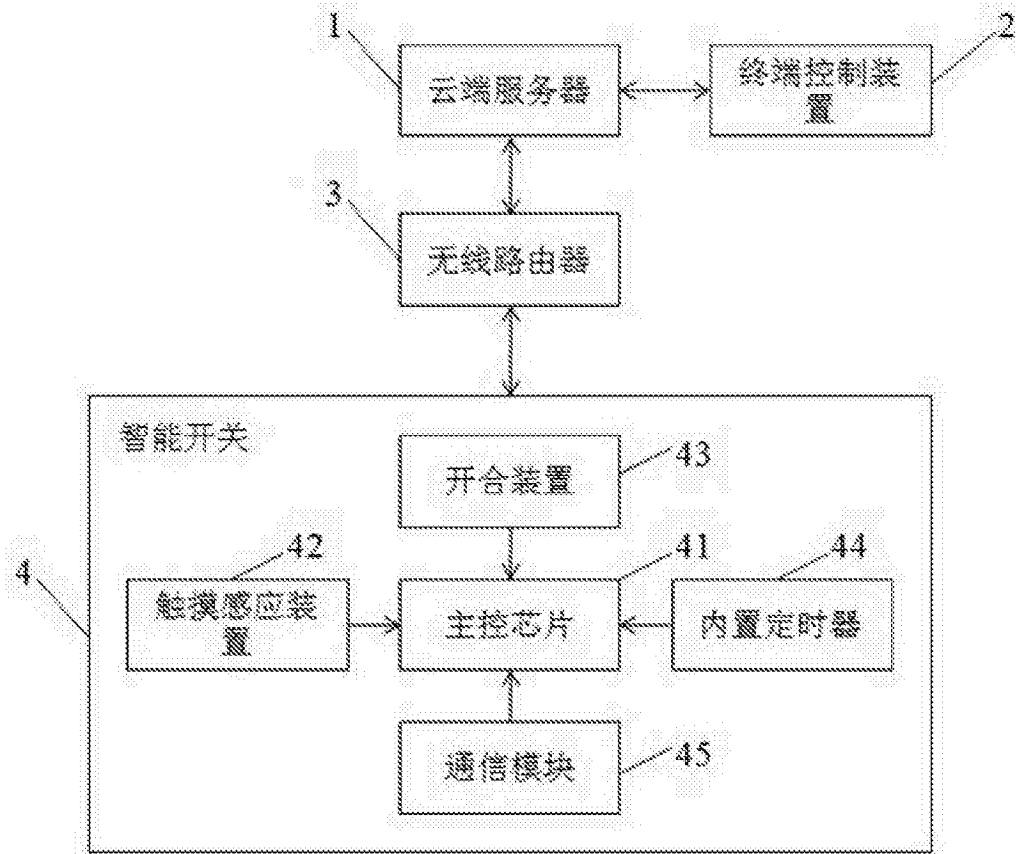 1
云端服务器
终端控制装
置
2
3
无线路由器
智能开关
开合装置
43
42
41
44
4
触摸感应装
置
主控芯片
内置定时器
通信模块
45